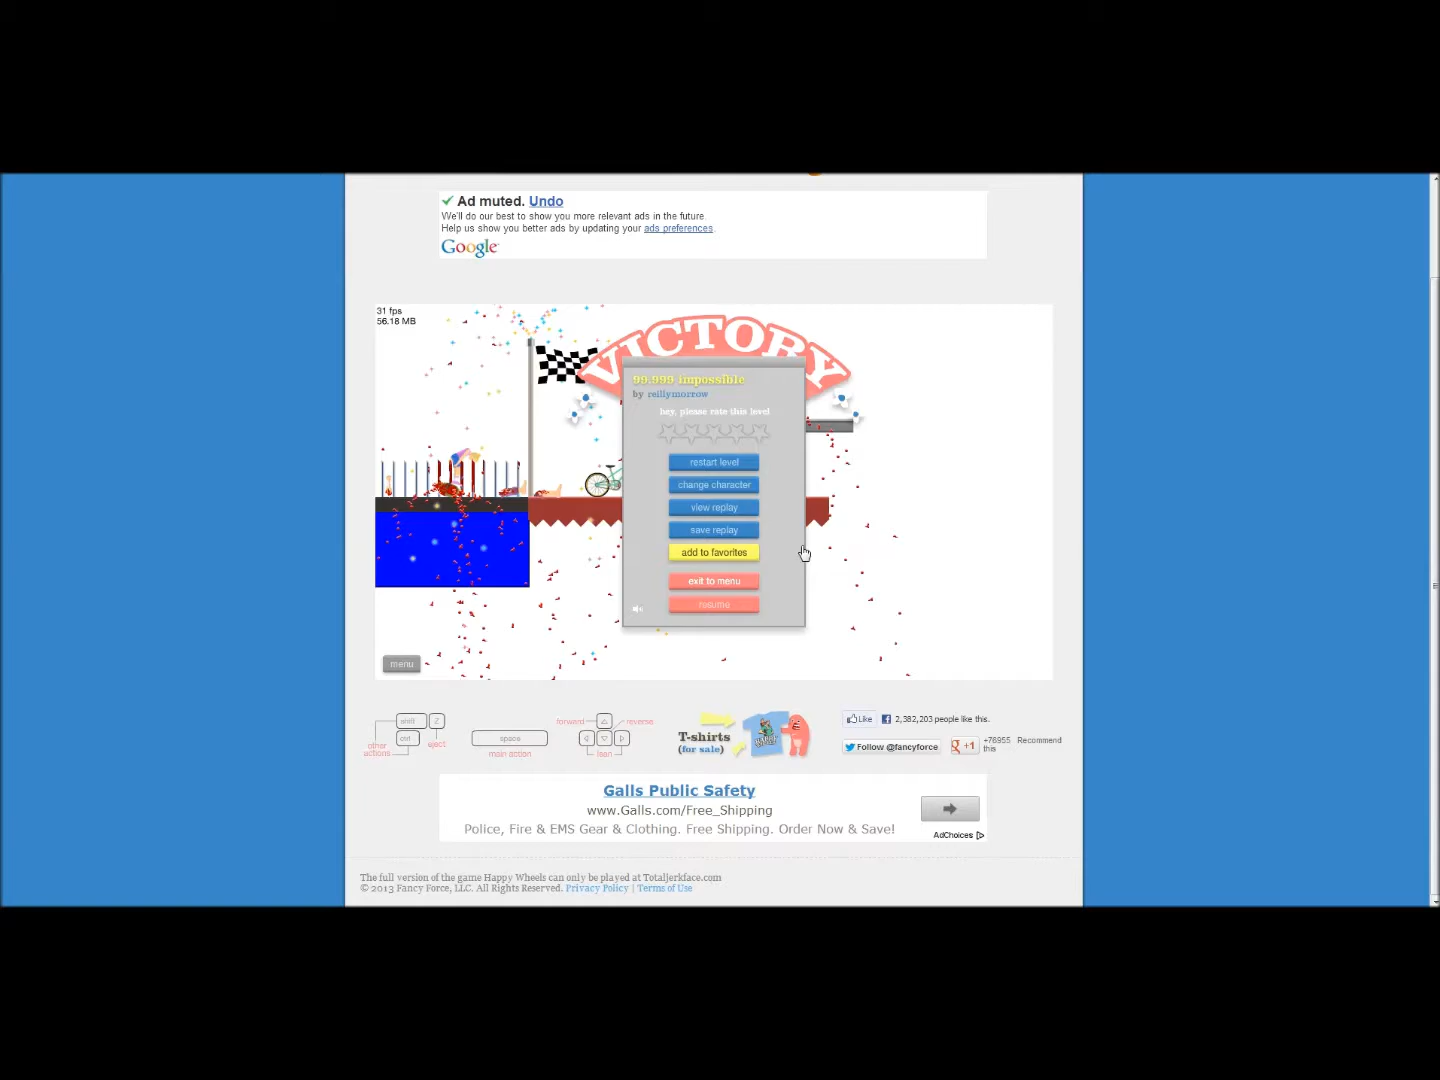 Ad muted. Undo
We'll do our best to show you more relevant ads in the future.
Help us show you better ads by updating your ads preferences.
Google
31 fps
56.18 MB
VICTORY
99.999 impossible
by reillymorrow
hey, please rate this level
restart level
change character
view replay
save replay
add to favorites
exit to menu
resume
menu
shift
Z
ctrl
other actions
eject
space
main action
forward
reverse
lean
T-shirts
(for sale)
Like
2,382,203 people like this.
Follow @fancyforce
+1
+76955 Recommend this
Galls Public Safety
www.Galls.com/Free_Shipping
Police, Fire & EMS Gear & Clothing. Free Shipping. Order Now & Save!
AdChoices
The full version of the game Happy Wheels can only be played at Totaljerkface.com
© 2013 Fancy Force, LLC. All Rights Reserved. Privacy Policy | Terms of Use